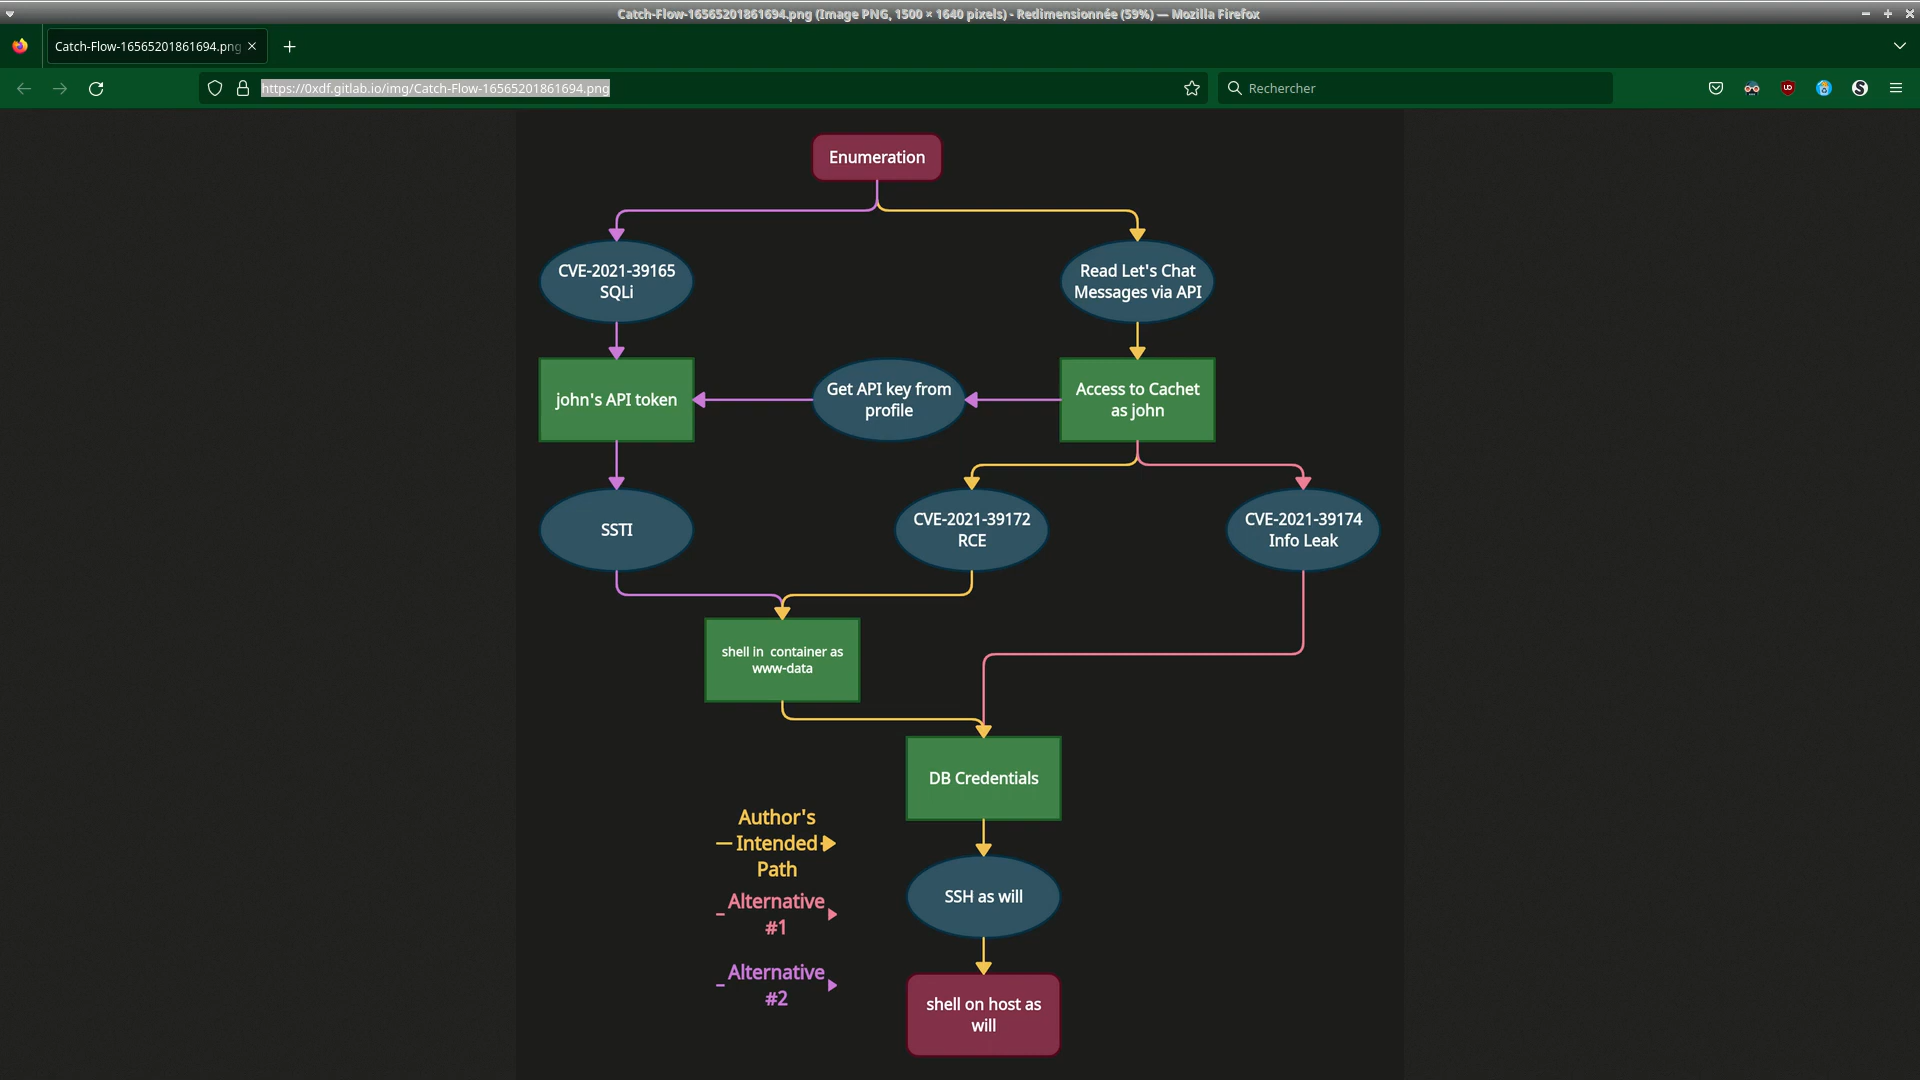 Catch-Flow-16565201861694.png (Image PNG, 1500 × 1640 pixels) - Redimensionnée (59%) — Mozilla Firefox
Catch-Flow-16565201861694.png
https://0xdf.gitlab.io/img/Catch-Flow-16565201861694.png
Rechercher
Enumeration
CVE-2021-39165
SQLi
Read Let's Chat
Messages via API
john's API token
Get API key from
profile
Access to Cachet
as john
SSTI
CVE-2021-39172
RCE
CVE-2021-39174
Info Leak
shell in  container as
www-data
DB Credentials
Author's
Intended
Path
Alternative
#1
SSH as will
Alternative
#2
shell on host as
will